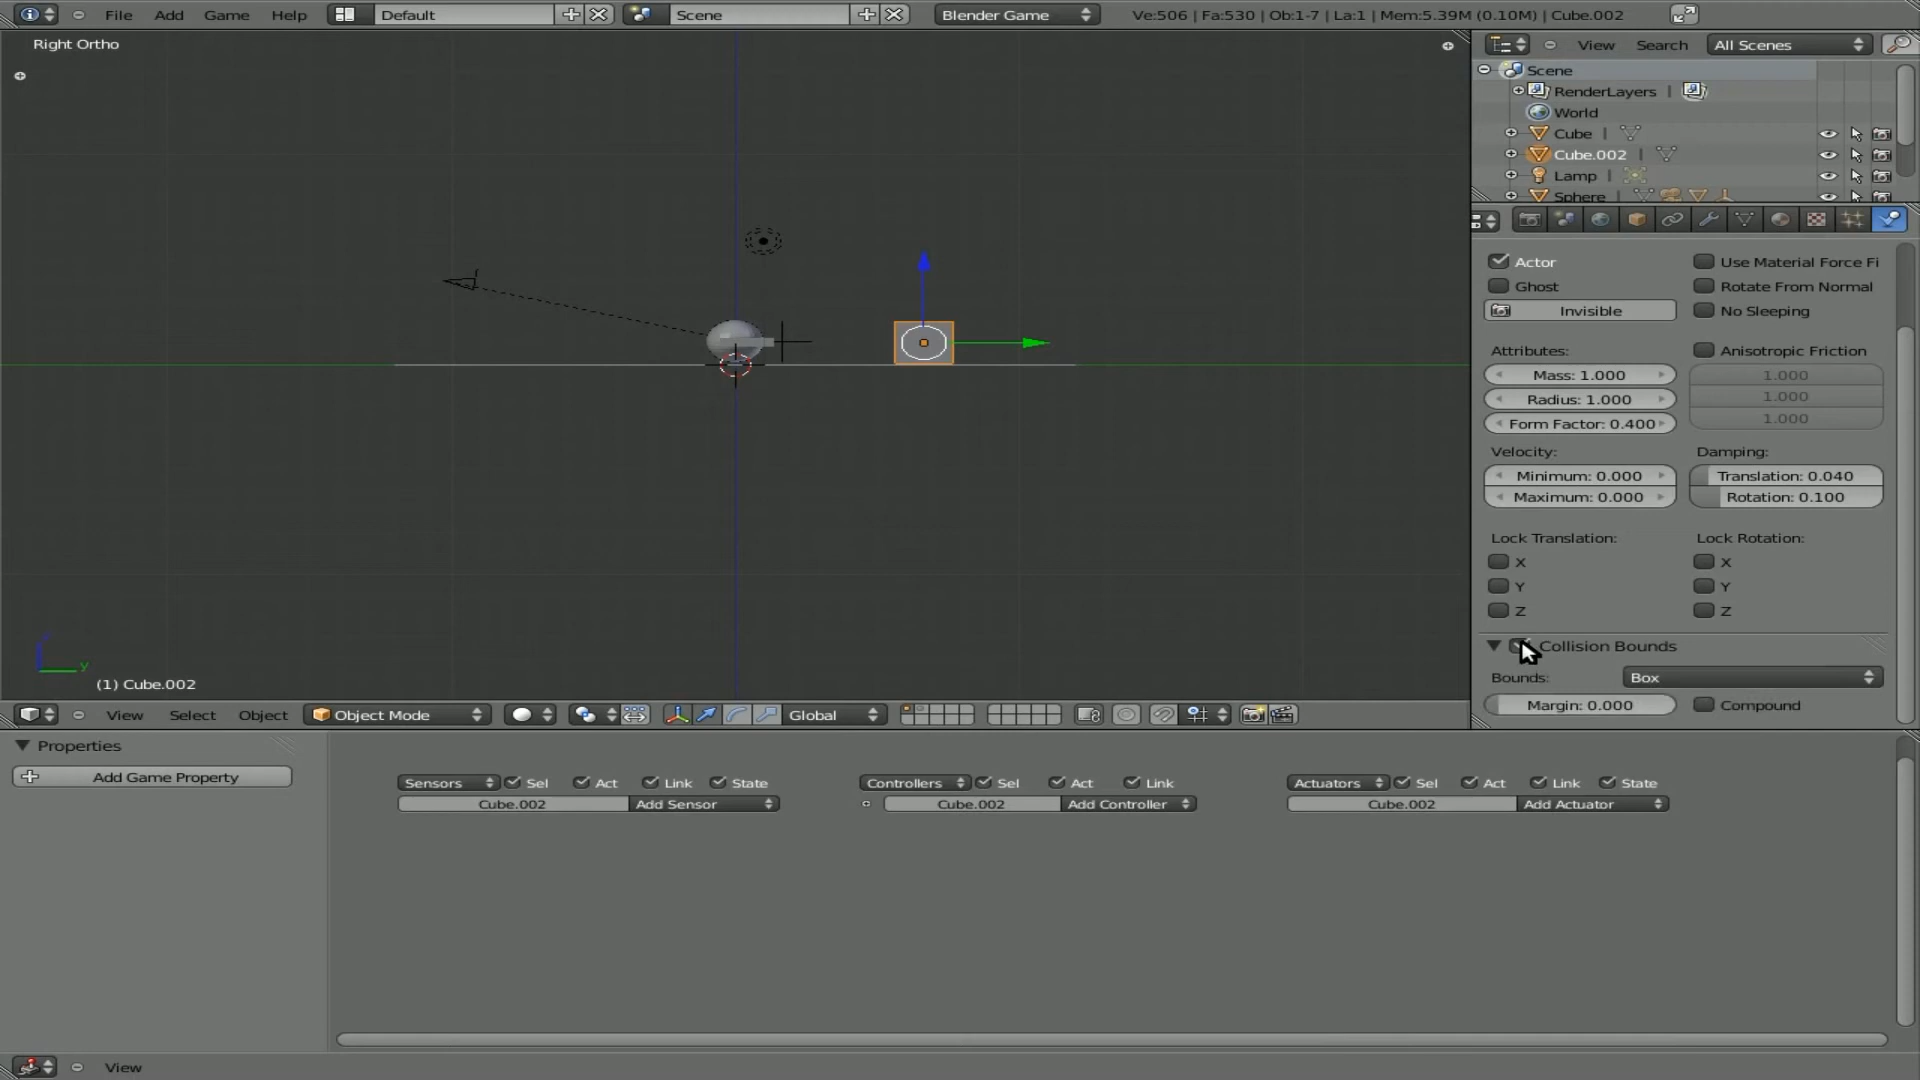 File Add Game Help Default Scene Blender Game Ve:506 | Fa:530 | Ob:1-7 | La:1 | Mem:5.39M (0.10M) | Cube.002
Right Ortho
View Search All Scenes
Scene
RenderLayers |
World
Cube |
Cube.002 |
Lamp |
Sphere |
Actor Use Material Force Fi
Ghost Rotate From Normal
Invisible No Sleeping
Attributes: Anisotropic Friction
Mass: 1.000 1.000
Radius: 1.000 1.000
Form Factor: 0.400 1.000
Velocity: Damping:
Minimum: 0.000 Translation: 0.040
Maximum: 0.000 Rotation: 0.100
Lock Translation: Lock Rotation:
X X
Y Y
Z Z
Collision Bounds
Bounds: Box
Margin: 0.000 Compound
y
(1) Cube.002
View Select Object Object Mode Global
Properties
Add Game Property
Sensors Sel Act Link State Controllers Sel Act Link Actuators Sel Act Link State
Cube.002 Add Sensor Cube.002 Add Controller Cube.002 Add Actuator
View